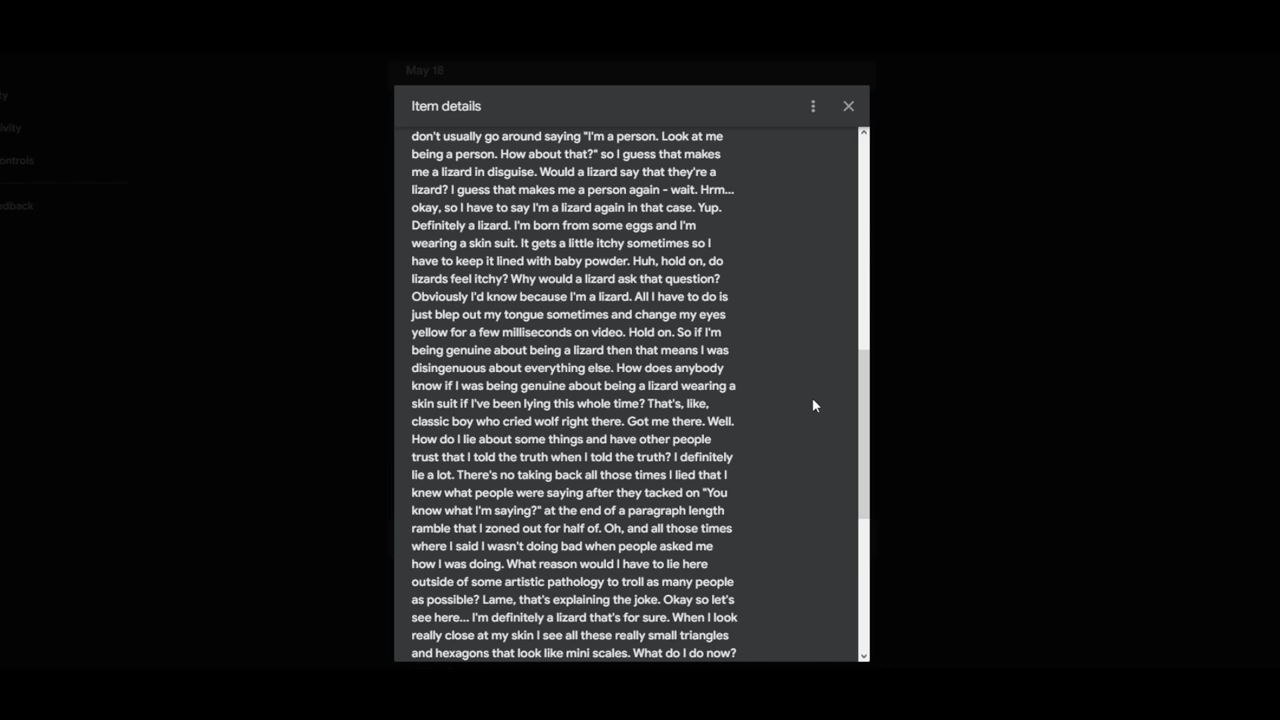 May 18
ty
ivity
ontrols
edback
Item details
don't usually go around saying "I'm a person. Look at me
being a person. How about that?" so I guess that makes
me a lizard in disguise. Would a lizard say that they're a
lizard? I guess that makes me a person again - wait. Hrm...
okay, so I have to say I'm a lizard again in that case. Yup.
Definitely a lizard. I'm born from some eggs and I'm
wearing a skin suit. It gets a little itchy sometimes so I
have to keep it lined with baby powder. Huh, hold on, do
lizards feel itchy? Why would a lizard ask that question?
Obviously I'd know because I'm a lizard. All I have to do is
just blep out my tongue sometimes and change my eyes
yellow for a few milliseconds on video. Hold on. So if I'm
being genuine about being a lizard then that means I was
disingenuous about everything else. How does anybody
know if I was being genuine about being a lizard wearing a
skin suit if I've been lying this whole time? That's, like,
classic boy who cried wolf right there. Got me there. Well.
How do I lie about some things and have other people
trust that I told the truth when I told the truth? I definitely
lie a lot. There's no taking back all those times I lied that I
knew what people were saying after they tacked on "You
know what I'm saying?" at the end of a paragraph length
ramble that I zoned out for half of. Oh, and all those times
where I said I wasn't doing bad when people asked me
how I was doing. What reason would I have to lie here
outside of some artistic pathology to troll as many people
as possible? Lame, that's explaining the joke. Okay so let's
see here... I'm definitely a lizard that's for sure. When I look
really close at my skin I see all these really small triangles
and hexagons that look like mini scales. What do I do now?